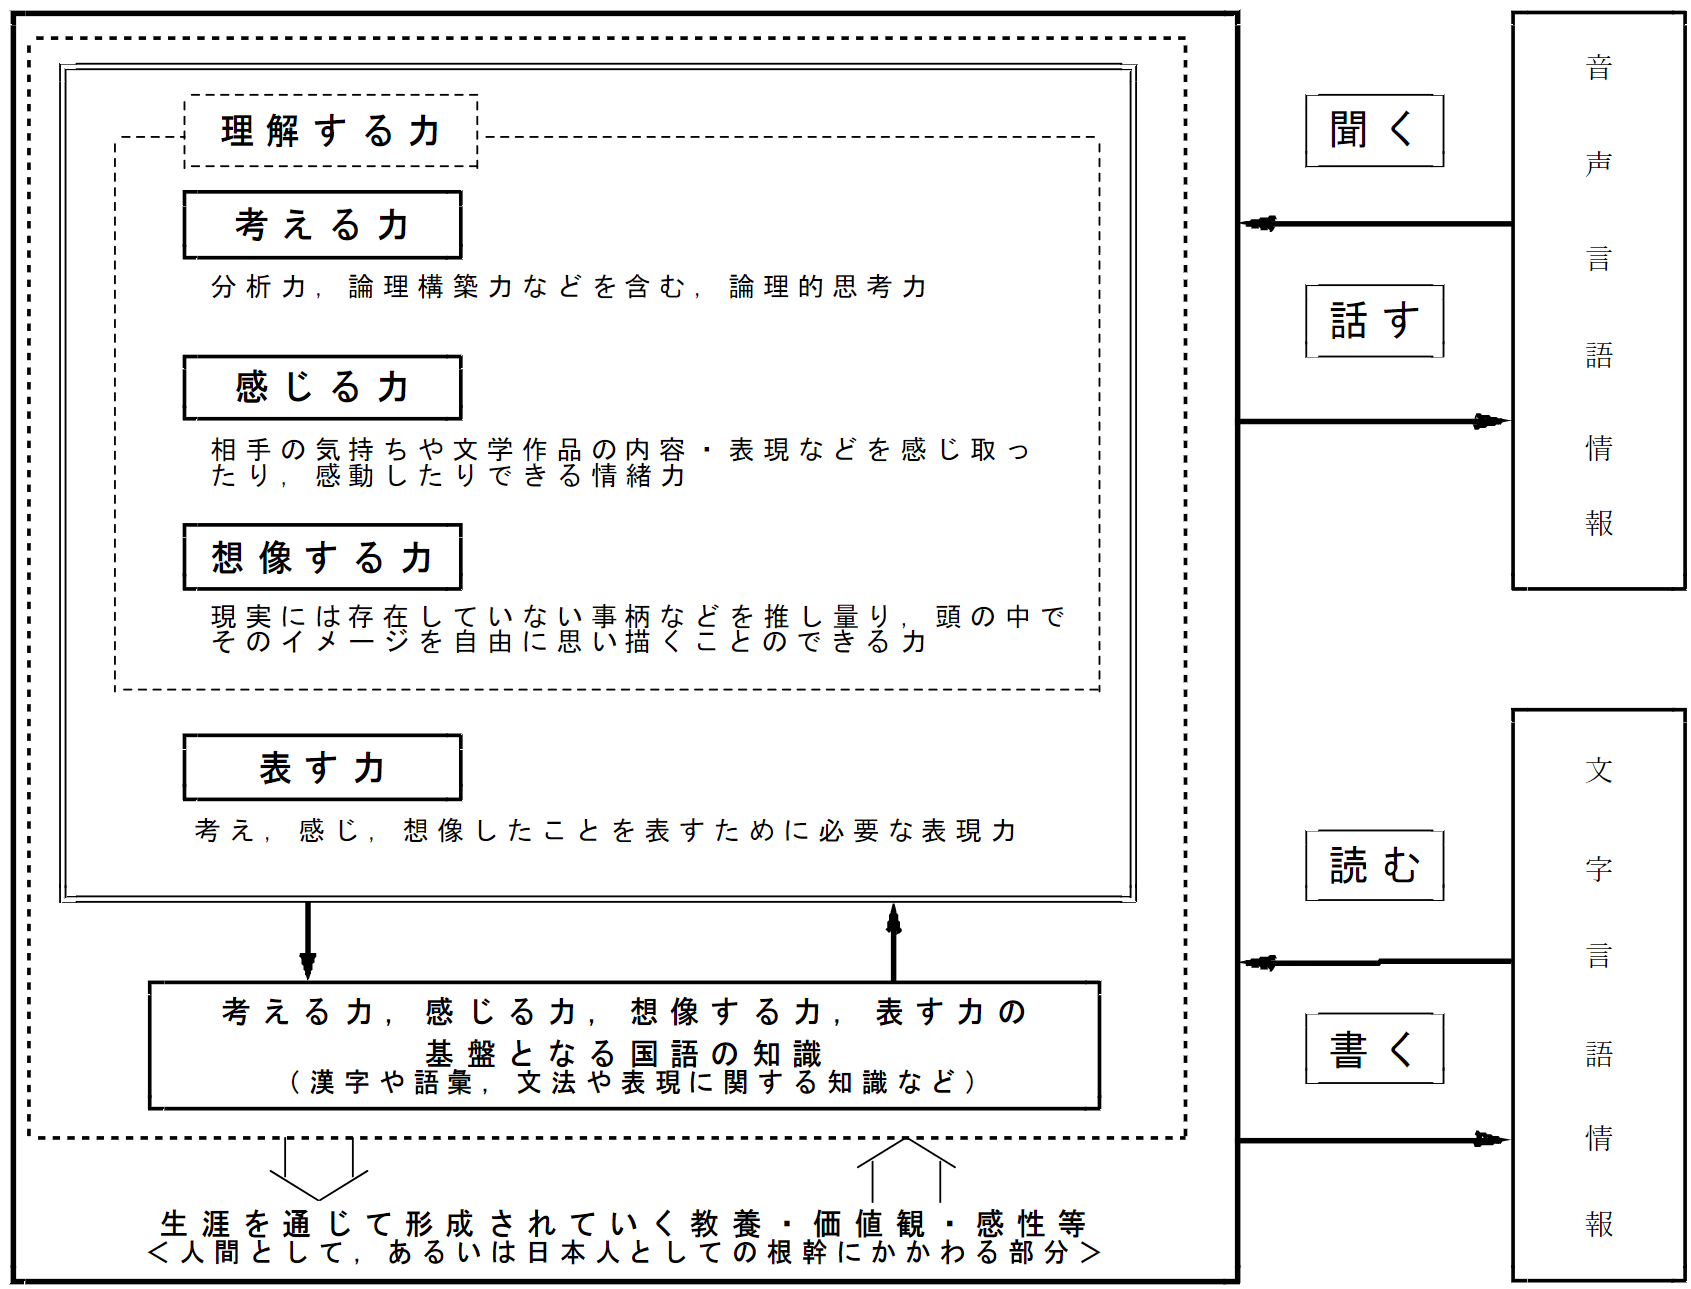 理解する力
考える力
分析力，論理構築力などを含む，論理的思考力
感じる力
相手の気持ちや文学作品の内容・表現などを感じ取っ
たり，感動したりできる情緒力
想像する力
現実には存在していない事柄などを推し量り，頭の中で
そのイメージを自由に思い描くことのできる力
表す力
考え，感じ，想像したことを表すために必要な表現力
考える力，感じる力，想像する力，表す力の
基盤となる国語の知識
（漢字や語彙，文法や表現に関する知識など）
生涯を通じて形成されていく教養・価値観・感性等
＜人間として，あるいは日本人としての根幹にかかわる部分＞
聞く
話す
読む
書く
音声言語情報
文字言語情報